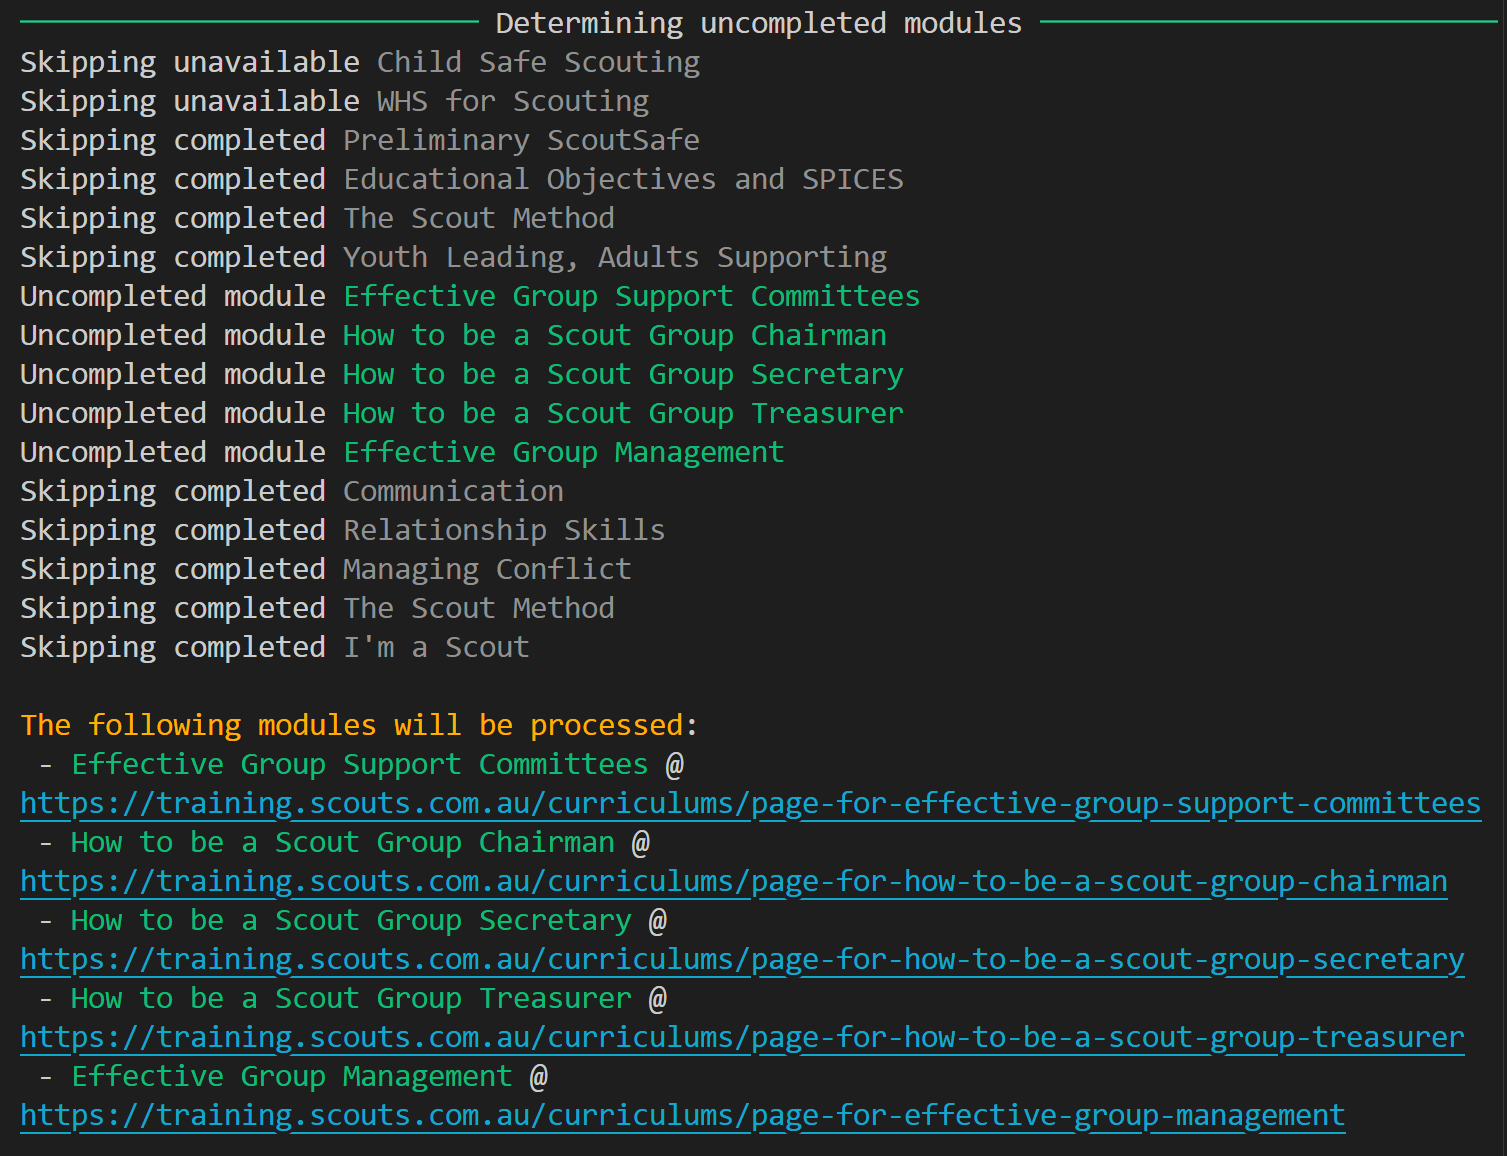 Determining uncompleted modules
Skipping unavailable Child Safe Scouting
Skipping unavailable WHS for Scouting
Skipping completed Preliminary ScoutSafe
Skipping completed Educational Objectives and SPICES
Skipping completed The Scout Method
Skipping completed Youth Leading, Adults Supporting
Uncompleted module Effective Group Support Committees
Uncompleted module How to be a Scout Group Chairman
Uncompleted module How to be a Scout Group Secretary
Uncompleted module How to be a Scout Group Treasurer
Uncompleted module Effective Group Management
Skipping completed Communication
Skipping completed Relationship Skills
Skipping completed Managing Conflict
Skipping completed The Scout Method
Skipping completed I'm a Scout
The following modules will be processed:
- Effective Group Support Committees @
https://training.scouts.com.au/curriculums/page-for-effective-group-support-committees
- How to be a Scout Group Chairman @
https://training.scouts.com.au/curriculums/page-for-how-to-be-a-scout-group-chairman
- How to be a Scout Group Secretary @
https://training.scouts.com.au/curriculums/page-for-how-to-be-a-scout-group-secretary
- How to be a Scout Group Treasurer @
https://training.scouts.com.au/curriculums/page-for-how-to-be-a-scout-group-treasurer
- Effective Group Management @
https://training.scouts.com.au/curriculums/page-for-effective-group-management